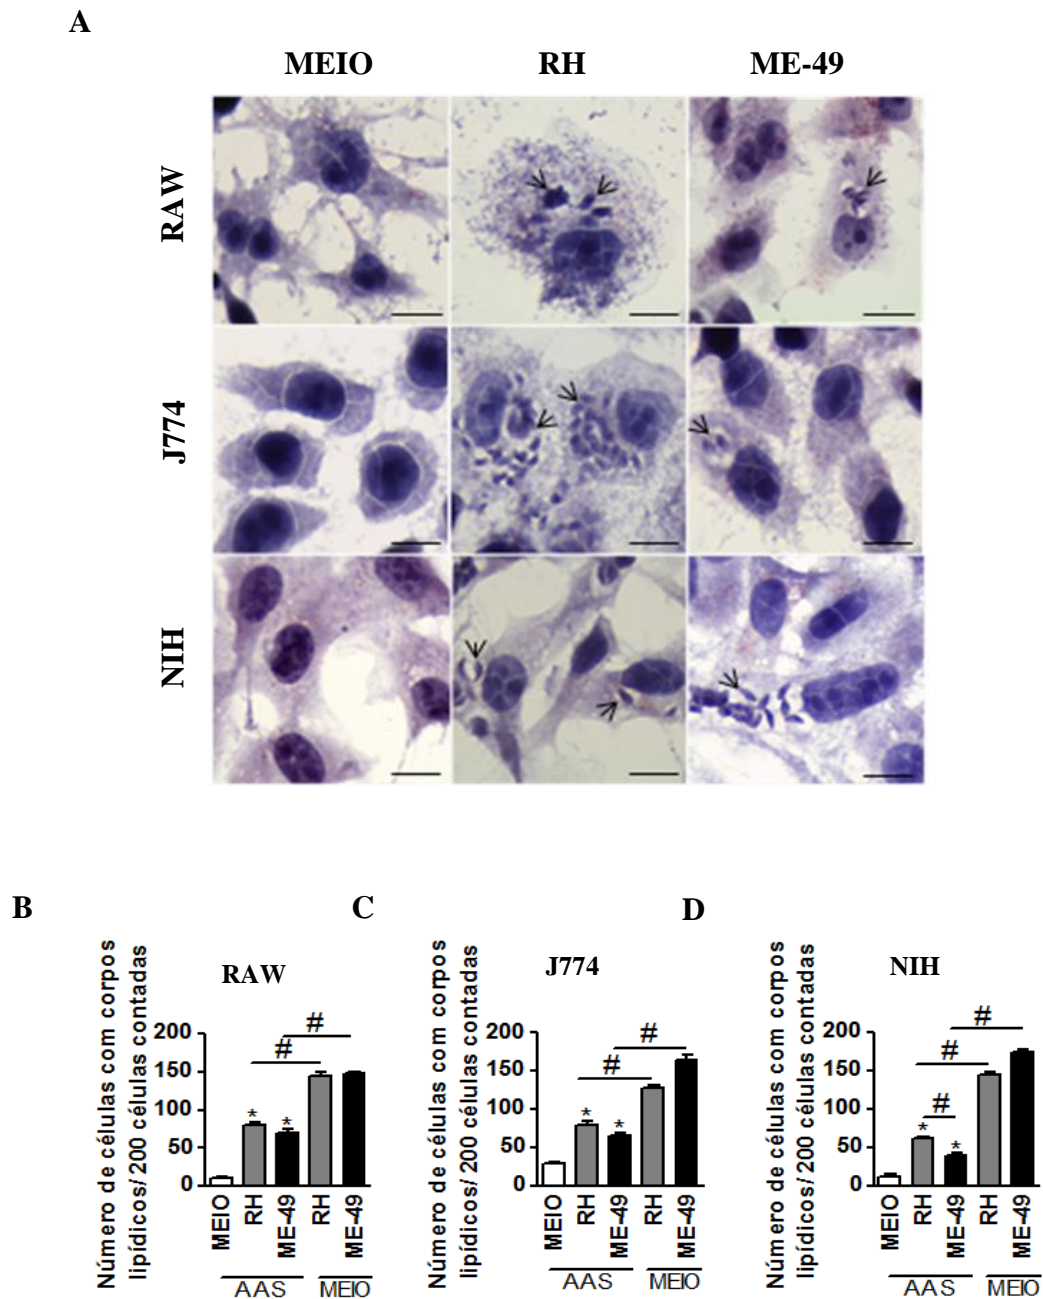 A
MEIO RH ME-49
RAW
J774
NIH
B C D
RAW
Número de células com corpos
lipídicos/ 200 células contadas
200
150
100
50
0
#
#
*
*
MEIO
RH
ME-49
RH
ME-49
AAS MEIO
J774
Número de células com corpos
lipídicos/ 200 células contadas
200
150
100
50
0
#
#
*
*
MEIO
RH
ME-49
RH
ME-49
AAS MEIO
NIH
Número de células com corpos
lipídicos/ 200 células contadas
200
150
100
50
0
#
#
#
*
*
MEIO
RH
ME-49
RH
ME-49
AAS MEIO